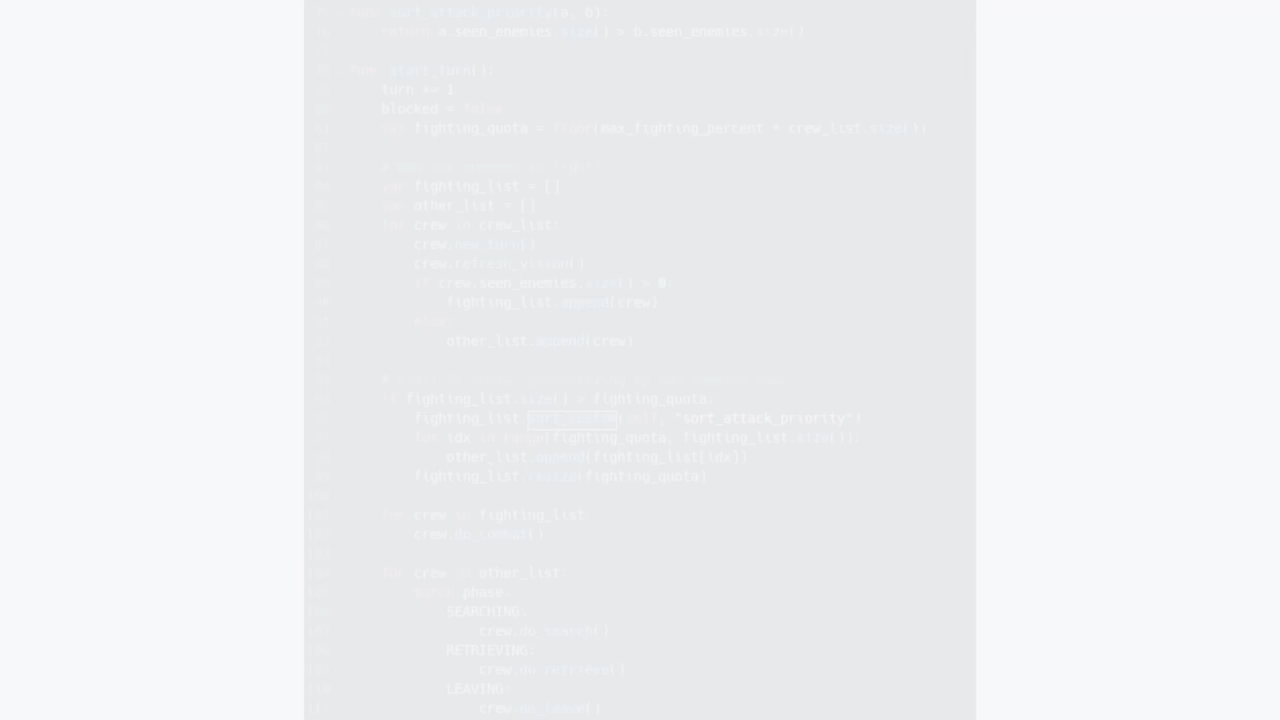 func sort_attack_priority(a, b):
return a.seen_enemies.size() < b.seen_enemies.size()
func start_turn():
turn += 1
blocked = false
var fighting_quota = floor(max_fighting_percent * crew_list.size())
var fighting_list = []
var other_list = []
for crew in crew_list:
crew.new_turn()
crew.refresh_vision()
if crew.seen_enemies.size() > 0:
fighting_list.append(crew)
else:
other_list.append(crew)
if fighting_list.size() > fighting_quota:
fighting_list.sort_custom(self, "sort_attack_priority")
for idx in range(fighting_quota, fighting_list.size()):
other_list.append(fighting_list[idx])
fighting_list.resize(fighting_quota)
for crew in fighting_list:
crew.do_combat()
for crew in other_list:
match phase:
SEARCHING:
crew.do_search()
RETRIEVING:
crew.do_retrieve()
LEAVING:
crew.do_leave()